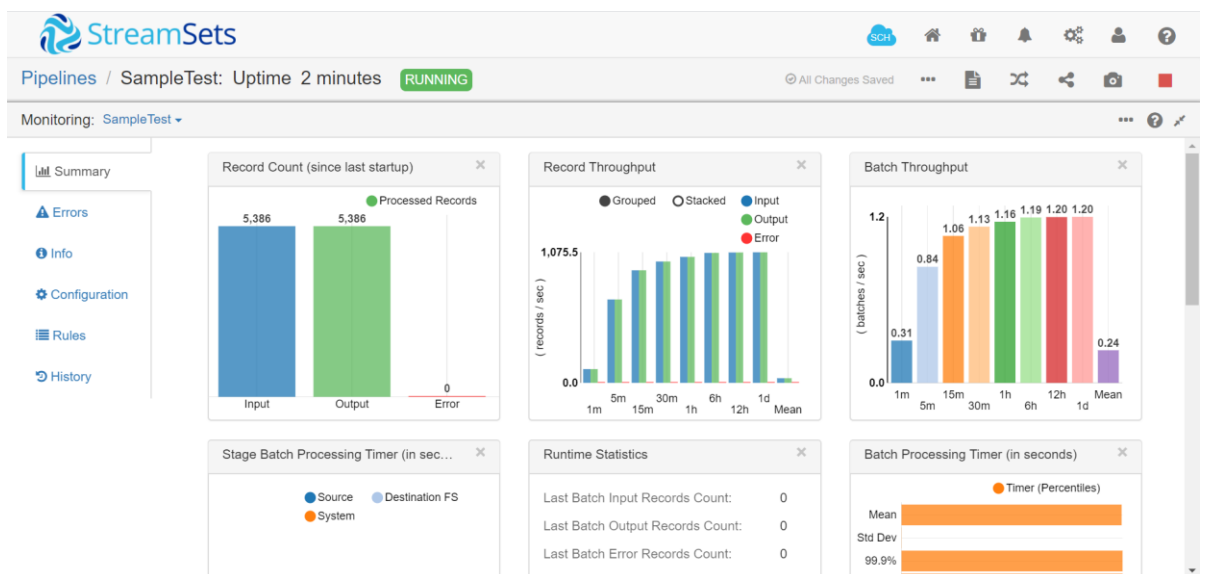 StreamSets
SCH
Pipelines / SampleTest: Uptime 2 minutes RUNNING
All Changes Saved
Monitoring: SampleTest
Summary
Errors
Info
Configuration
Rules
History
Record Count (since last startup)
Processed Records
5,386 5,386 0
Input Output Error
Record Throughput
Grouped Stacked Input
Output
Error
1,075.5
( records / sec )
0.0
5m 30m 6h 1d
1m 15m 1h 12h Mean
Batch Throughput
1.2
( batches / sec )
0.31 0.84 1.06 1.13 1.16 1.19 1.20 1.20 0.24
0.0
1m 15m 1h 12h Mean
5m 30m 6h 1d
Stage Batch Processing Timer (in sec...
Source Destination FS
System
Runtime Statistics
Last Batch Input Records Count: 0
Last Batch Output Records Count: 0
Last Batch Error Records Count: 0
Batch Processing Timer (in seconds)
Timer (Percentiles)
Mean
Std Dev
99.9%